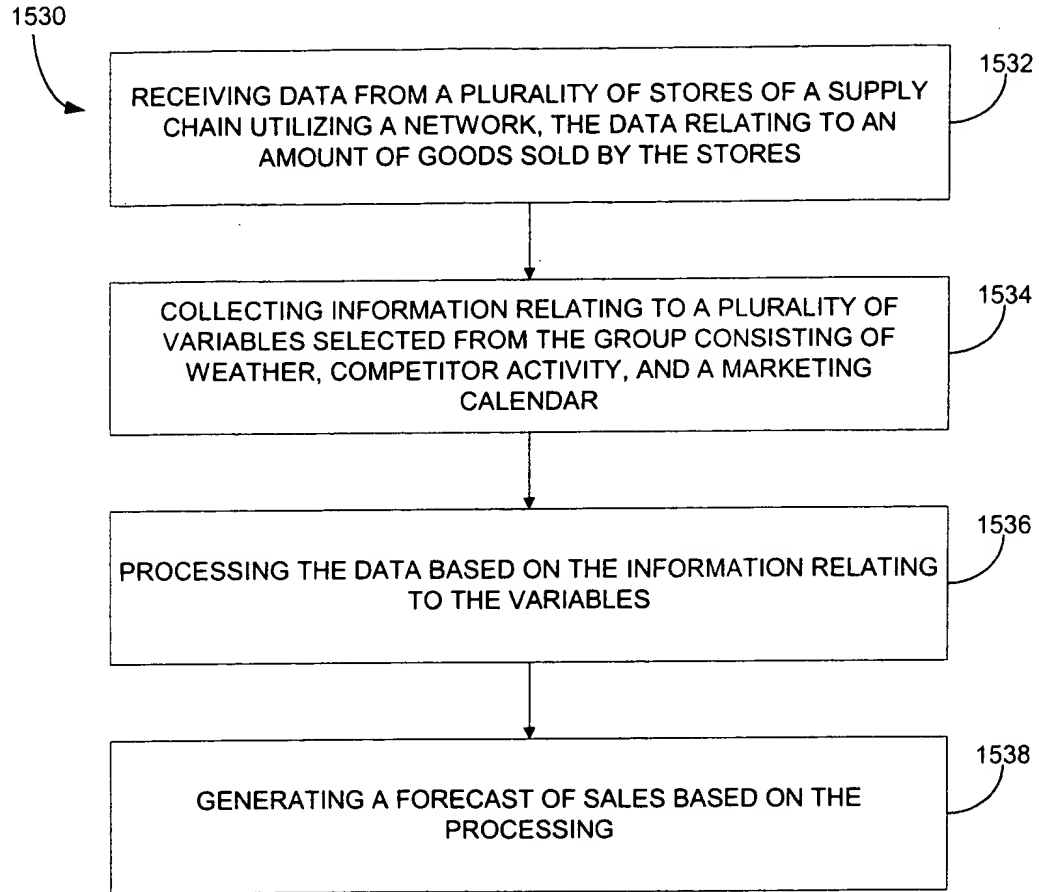 1530
1532
RECEIVING DATA FROM A PLURALITY OF STORES OF A SUPPLY
CHAIN UTILIZING A NETWORK, THE DATA RELATING TO AN
AMOUNT OF GOODS SOLD BY THE STORES
1534
COLLECTING INFORMATION RELATING TO A PLURALITY OF
VARIABLES SELECTED FROM THE GROUP CONSISTING OF
WEATHER, COMPETITOR ACTIVITY, AND A MARKETING
CALENDAR
1536
PROCESSING THE DATA BASED ON THE INFORMATION RELATING
TO THE VARIABLES
1538
GENERATING A FORECAST OF SALES BASED ON THE
PROCESSING